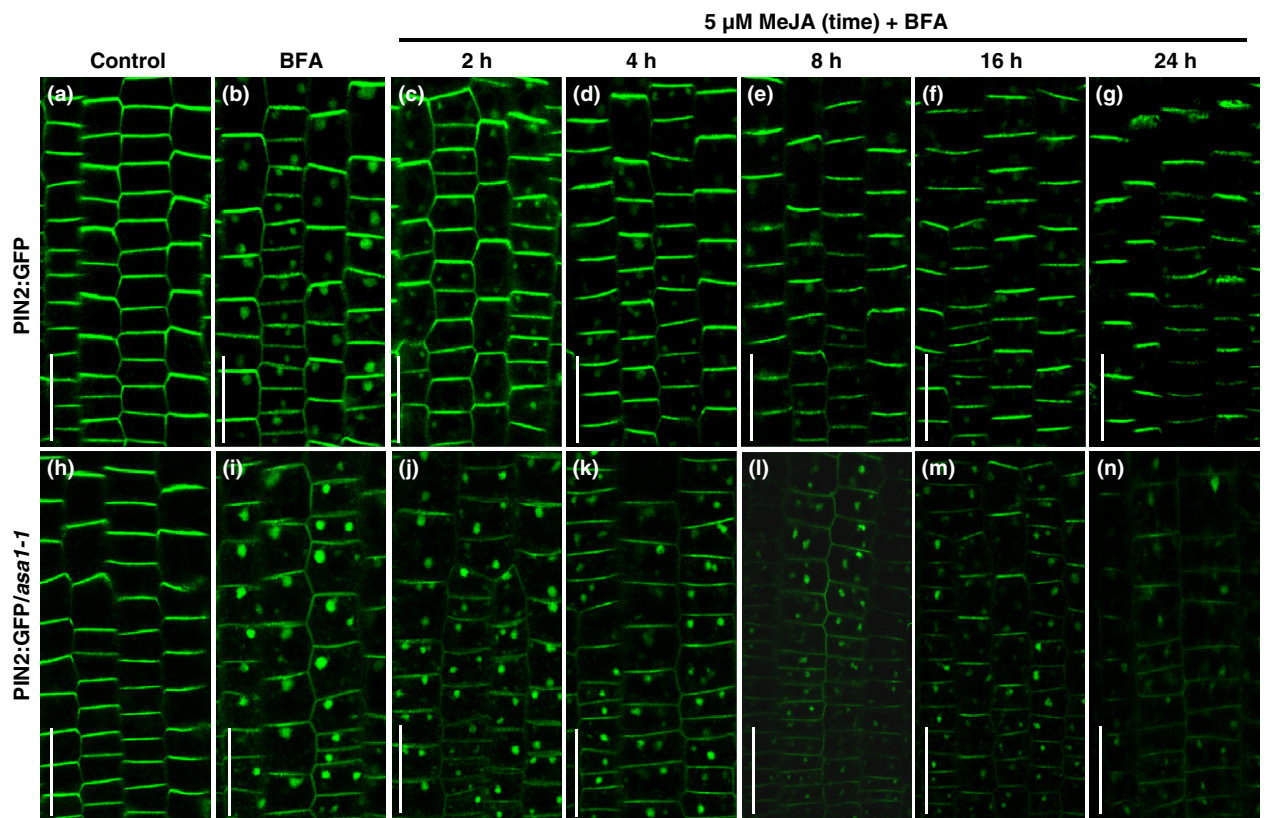 5 µM MeJA (time) + BFA
Control BFA 2 h 4 h 8 h 16 h 24 h
(a) (b) (c) (d) (e) (f) (g)
PIN2:GFP
(h) (i) (j) (k) (l) (m) (n)
PIN2:GFP/asa1-1